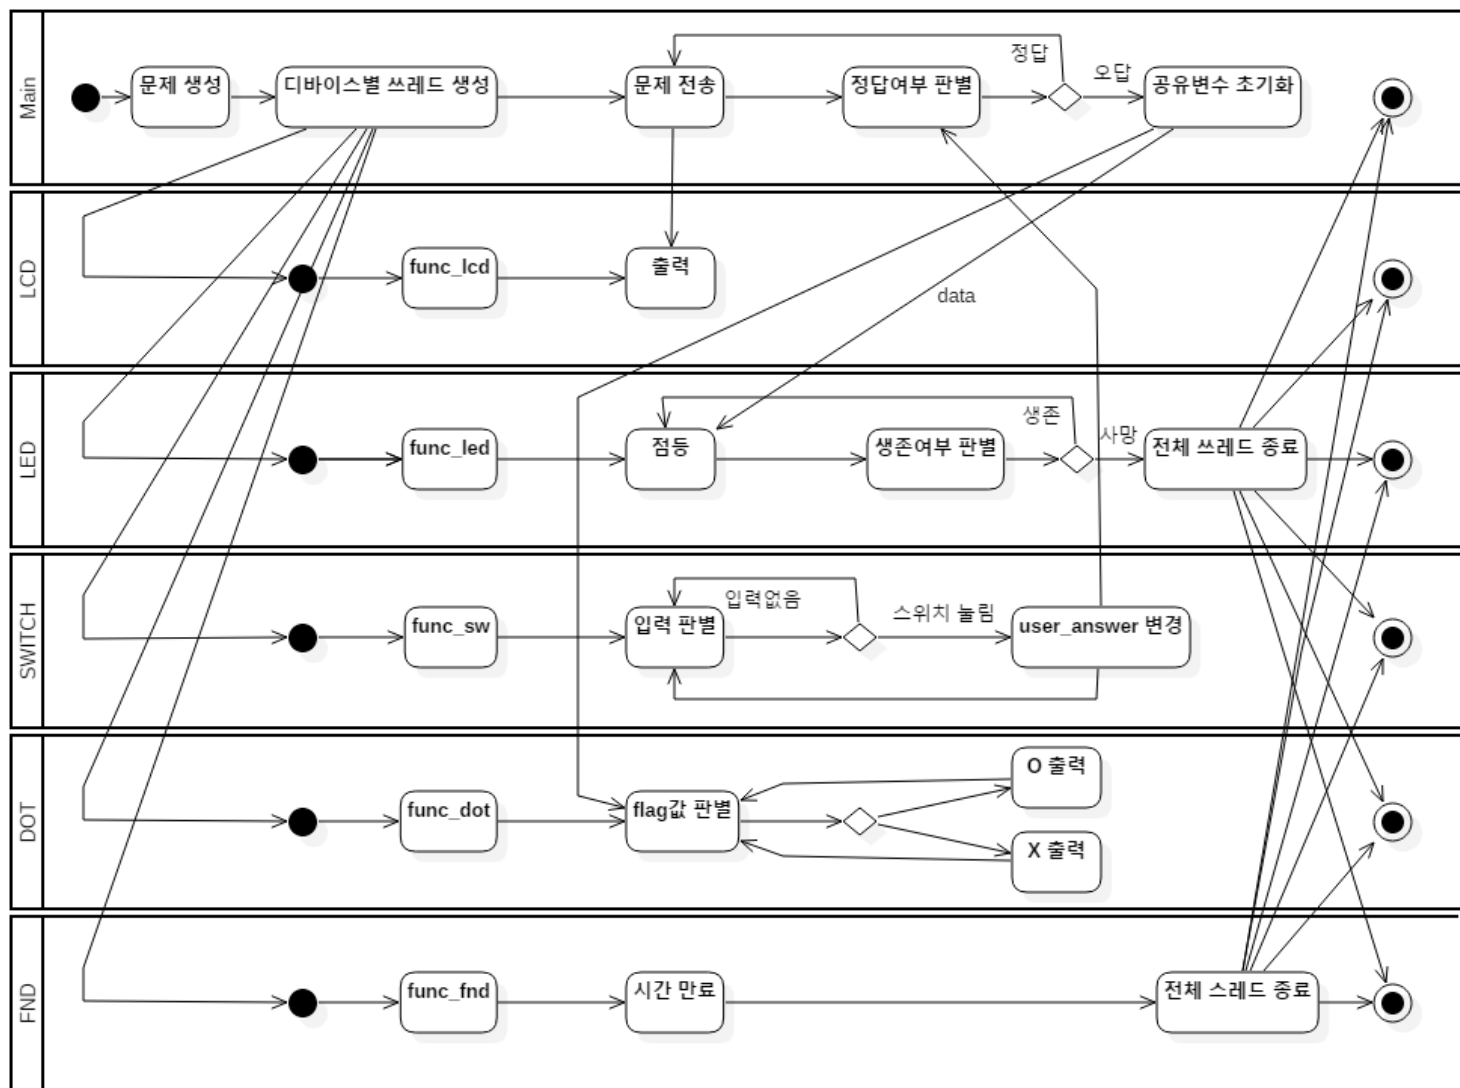 Main
문제 생성
디바이스별 쓰레드 생성
문제 전송
정답여부 판별
정답
오답
공유변수 초기화
LCD
func_lcd
출력
data
LED
func_led
점등
생존여부 판별
생존
사망
전체 쓰레드 종료
SWITCH
func_sw
입력 판별
입력없음
스위치 눌림
user_answer 변경
DOT
func_dot
flag값 판별
O 출력
X 출력
FND
func_fnd
시간 만료
전체 스레드 종료